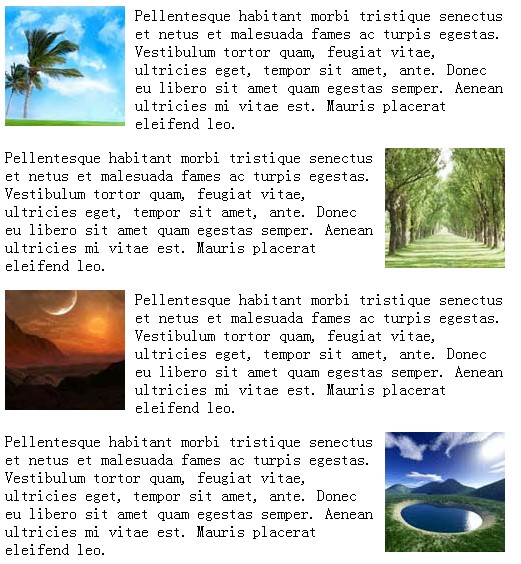 Pellentesque habitant morbi tristique senectus
et netus et malesuada fames ac turpis egestas.
Vestibulum tortor quam, feugiat vitae,
ultricies eget, tempor sit amet, ante. Donec
eu libero sit amet quam egestas semper. Aenean
ultricies mi vitae est. Mauris placerat
eleifend leo.
Pellentesque habitant morbi tristique senectus
et netus et malesuada fames ac turpis egestas.
Vestibulum tortor quam, feugiat vitae,
ultricies eget, tempor sit amet, ante. Donec
eu libero sit amet quam egestas semper. Aenean
ultricies mi vitae est. Mauris placerat
eleifend leo.
Pellentesque habitant morbi tristique senectus
et netus et malesuada fames ac turpis egestas.
Vestibulum tortor quam, feugiat vitae,
ultricies eget, tempor sit amet, ante. Donec
eu libero sit amet quam egestas semper. Aenean
ultricies mi vitae est. Mauris placerat
eleifend leo.
Pellentesque habitant morbi tristique senectus
et netus et malesuada fames ac turpis egestas.
Vestibulum tortor quam, feugiat vitae,
ultricies eget, tempor sit amet, ante. Donec
eu libero sit amet quam egestas semper. Aenean
ultricies mi vitae est. Mauris placerat
eleifend leo.